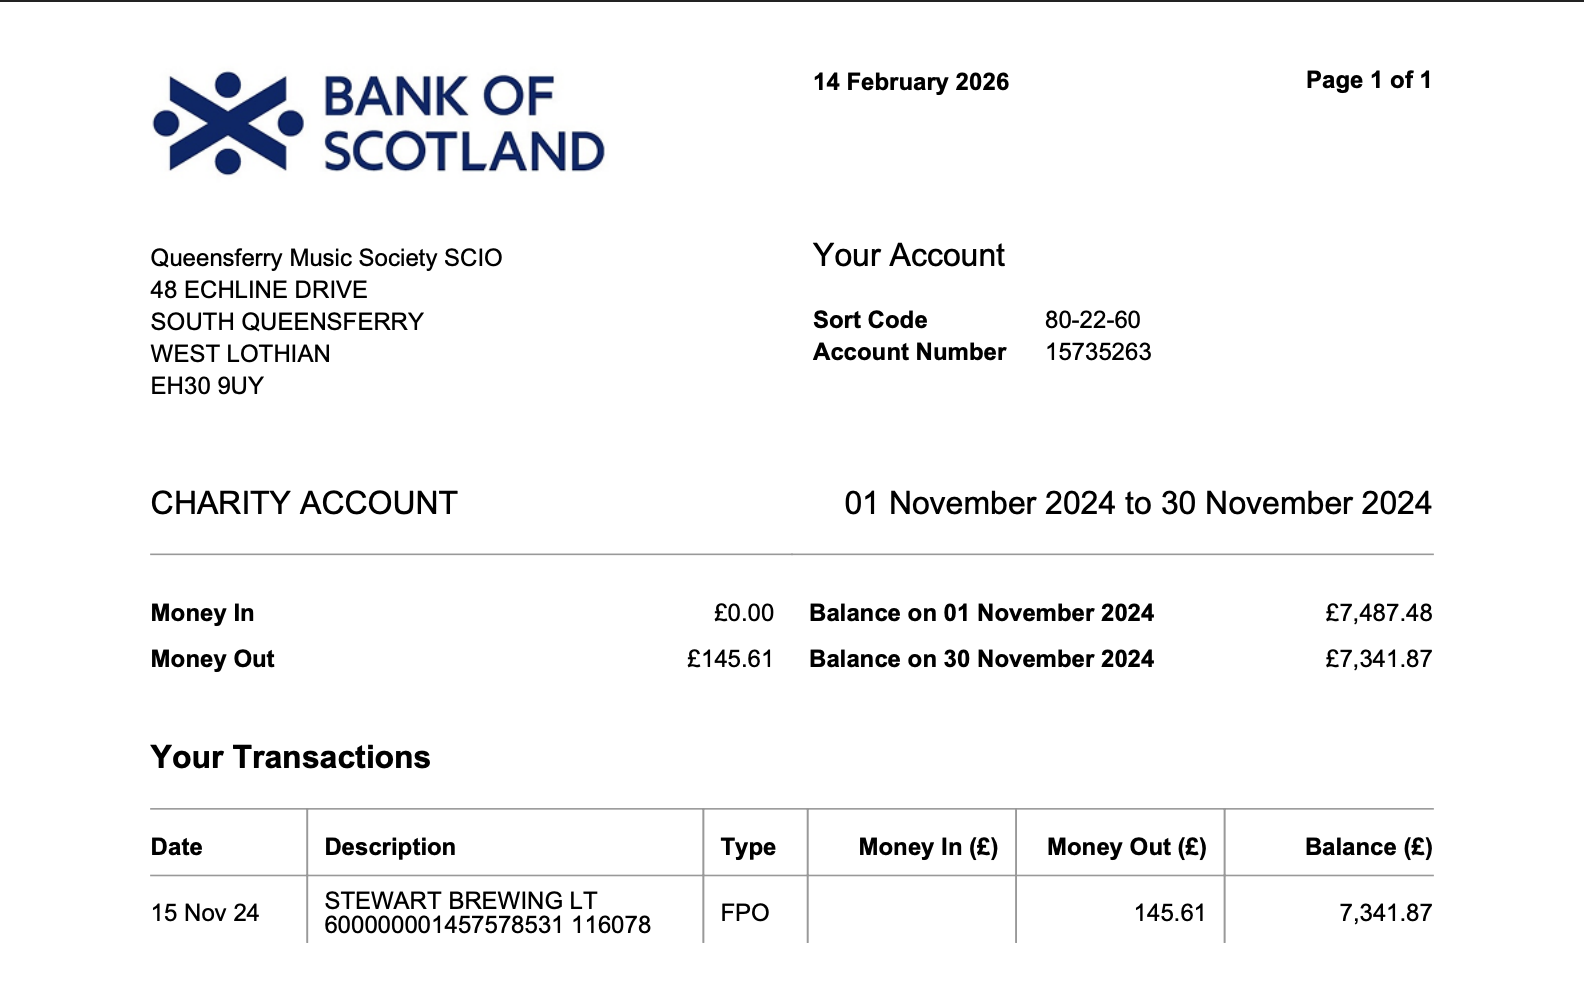 BANK OF
SCOTLAND
14 February 2026
Page 1 of 1
Queensferry Music Society SCIO
48 ECHLINE DRIVE
SOUTH QUEENSFERRY
WEST LOTHIAN
EH30 9UY
Your Account
Sort Code 80-22-60
Account Number 15735263
CHARITY ACCOUNT 01 November 2024 to 30 November 2024
Money In £0.00 Balance on 01 November 2024 £7,487.48
Money Out £145.61 Balance on 30 November 2024 £7,341.87
Your Transactions
Date Description Type Money In (£) Money Out (£) Balance (£)
15 Nov 24 STEWART BREWING LT FPO 145.61 7,341.87
600000001457578531 116078